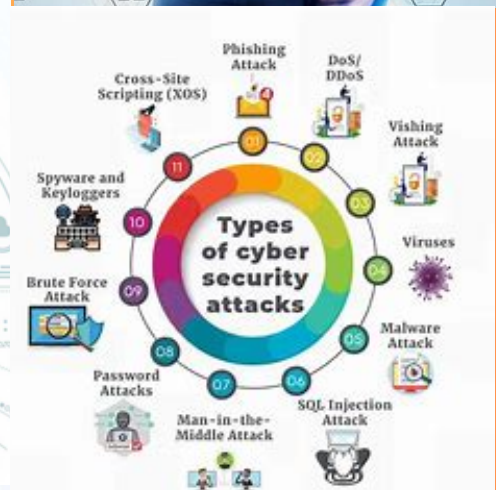 Phishing
Attack
DoS/
DDoS
Vishing
Attack
Viruses
Malware
Attack
SQL Injection
Attack
Man-in-the-
Middle Attack
Password
Attacks
Brute Force
Attack
Spyware and
Keyloggers
Cross-Site
Scripting (XOS)
01
02
03
04
05
06
07
08
09
10
11
Types
of cyber
security
attacks